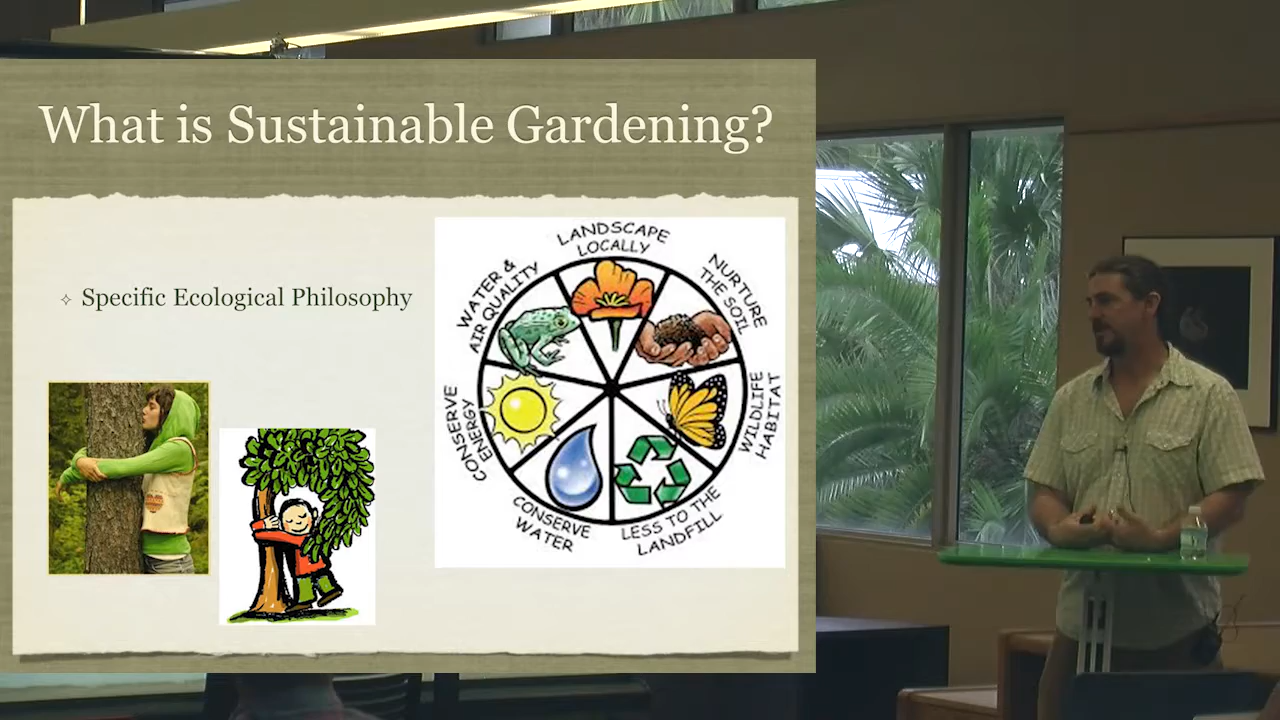 What is Sustainable Gardening?
Specific Ecological Philosophy
LANDSCAPE
LOCALLY
NURTURE
THE SOIL
WILDLIFE
HABITAT
LESS TO THE
LANDFILL
CONSERVE
WATER
CONSERVE
ENERGY
WATER &
AIR QUALITY